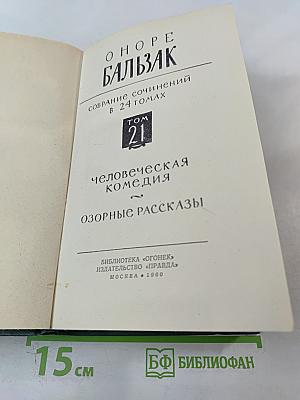 ОНОРЕ
БАЛЬЗАК
СОБРАНИЕ СОЧИНЕНИЙ
В 24 ТОМАХ
ТОМ
21
ЧЕЛОВЕЧЕСКАЯ
КОМЕДИЯ
~
ОЗОРНЫЕ РАССКАЗЫ
БИБЛИОТЕКА «ОГОНЕК»
ИЗДАТЕЛЬСТВО «ПРАВДА»
МОСКВА • 1960
15 см
БФ БИБЛИОФАН